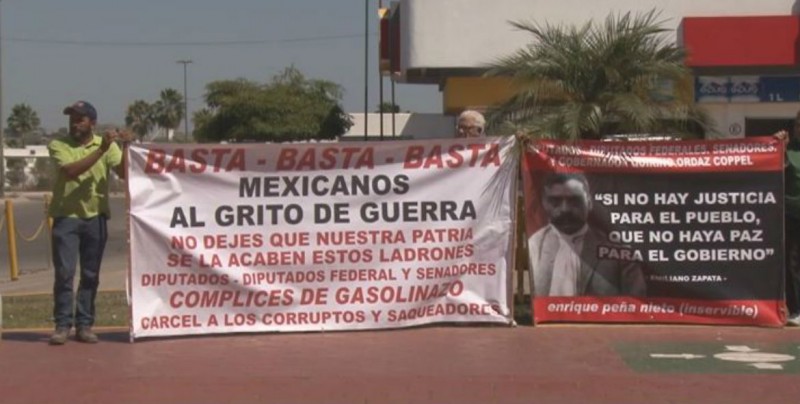 BASTA - BASTA - BASTA
MEXICANOS
AL GRITO DE GUERRA
NO DEJES QUE NUESTRA PATRIA
SE LA ACABEN ESTOS LADRONES
DIPUTADOS - DIPUTADOS FEDERAL Y SENADORES
COMPLICES DE GASOLINAZO
CARCEL A LOS CORRUPTOS Y SAQUEADORES
DIPUTADOS FEDERALES, SENADORES,
Y GOBERNADOR QUIRINO ORDAZ COPPEL
"SI NO HAY JUSTICIA
PARA EL PUEBLO,
QUE NO HAYA PAZ
PARA EL GOBIERNO"
EMILIANO ZAPATA -
enrique peña nieto (inservible)